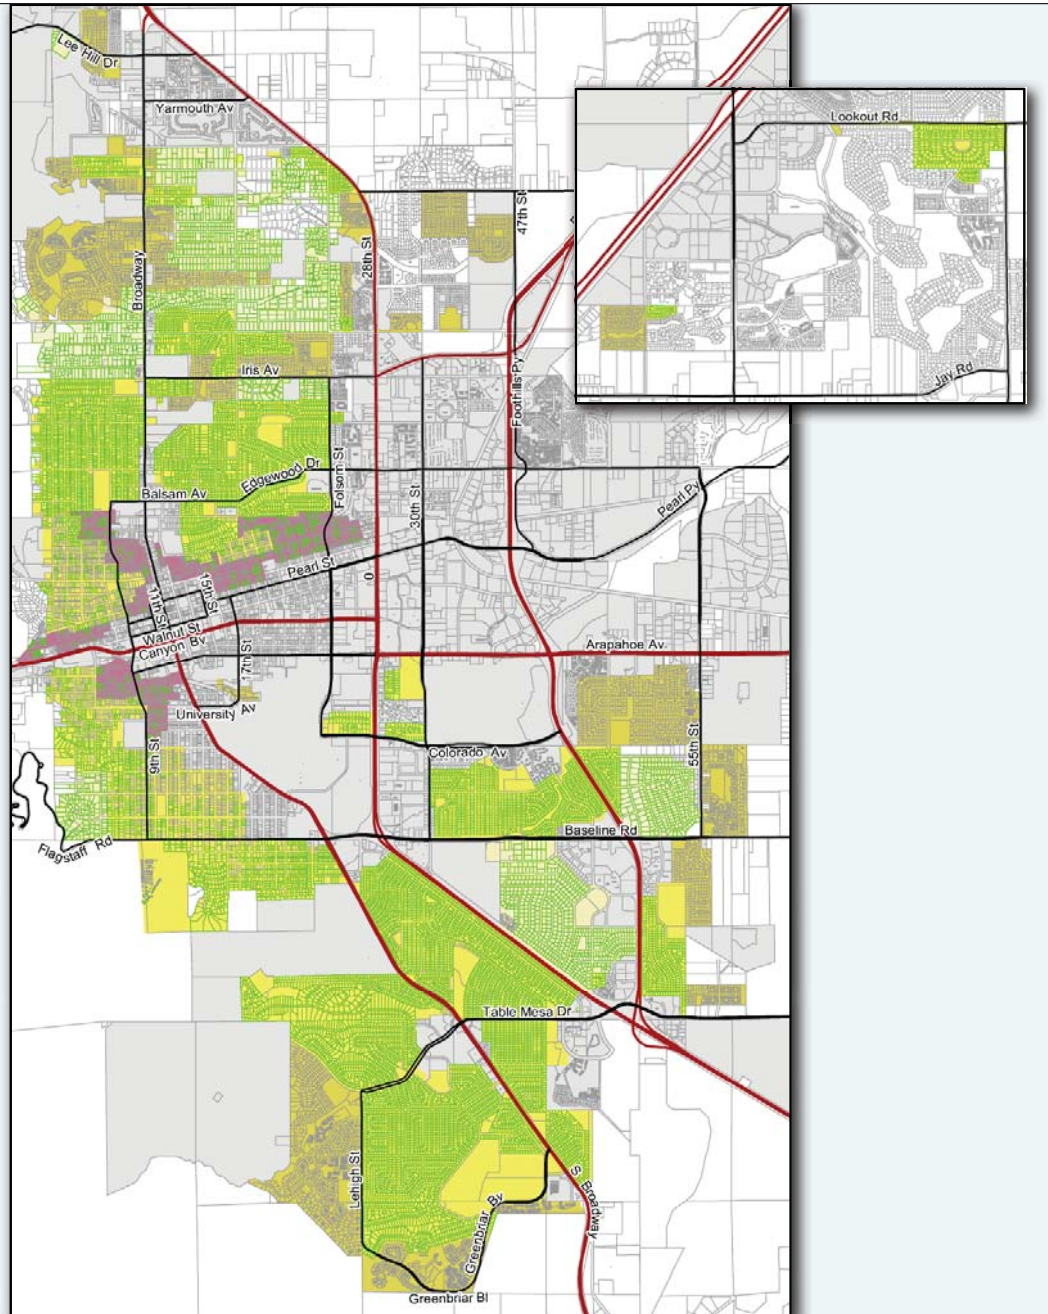 Lee Hill Dr
Yarmouth Av
Lookout Rd
47th St
28th St
Broadway
Jay Rd
Iris Av
Foothills Py
Folsom St
Edgewood Dr
Balsam Av
30th St
Pearl Py
Pearl St
15th St
11th St
0
Walnut St
Canyon Bv
Arapahoe Av
17th St
University Av
9th St
Colorado Av
55th St
Baseline Rd
Flagstaff Rd
Table Mesa Dr
Lehigh St
S Broadway
Greenbriar Bv
Greenbriar Bl